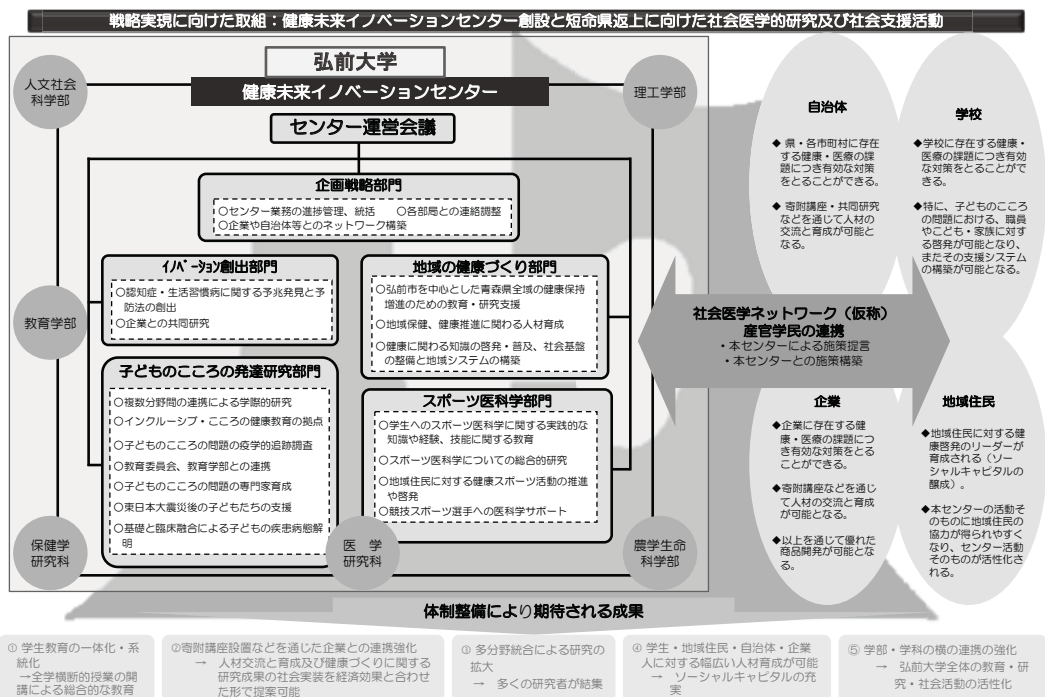 戦略実現に向けた取組：健康未来イノベーションセンター創設と短命県返上に向けた社会医学的研究及び社会支援活動
弘前大学
健康未来イノベーションセンター
人文社会
科学部
理工学部
教育学部
保健学
研究科
医　学
研究科
農学生命
科学部
センター運営会議
企画戦略部門
○センター業務の進捗管理、統括　　○各部局との連絡調整
○企業や自治体等とのネットワーク構築
ｲﾉﾍﾞｰｼｮﾝ創出部門
○認知症・生活習慣病に関する予兆発見と予
防法の創出
○企業との共同研究
地域の健康づくり部門
○弘前市を中心とした青森県全域の健康保持
増進のための教育・研究支援
○地域保健、健康推進に関わる人材育成
○健康に関わる知識の啓発・普及、社会基盤
の整備と地域システムの構築
子どものこころの発達研究部門
○複数分野間の連携による学際的研究
○インクルーシブ・こころの健康教育の拠点
○子どものこころの問題の疫学的追跡調査
○教育委員会、教育学部との連携
○子どものこころの問題の専門家育成
○東日本大震災後の子どもたちの支援
○基礎と臨床融合による子どもの疾患病態解
明
スポーツ医科学部門
○学生へのスポーツ医科学に関する実践的な
知識や経験、技能に関する教育
○スポーツ医科学についての総合的研究
○地域住民に対する健康スポーツ活動の推進
や啓発
○競技スポーツ選手への医科学サポート
自治体
◆ 県・各市町村に存在
する健康・医療の課
題につき有効な対策
をとることができる。
◆ 寄附講座・共同研究
などを通じて人材の
交流と育成が可能と
なる。
学校
◆学校に存在する健康・
医療の課題につき有効
な対策をとることがで
きる。
◆特に、子どものこころ
の問題における、職員
やこども・家族に対す
る啓発が可能となり、
またその支援システム
の構築が可能となる。
社会医学ネットワーク（仮称）
産官学民の連携
・本センターによる施策提言
・本センターとの施策構築
企業
◆企業に存在する健
康・医療の課題につ
き有効な対策をとる
ことができる。
◆寄附講座などを通じ
て人材の交流と育成
が可能となる。
◆以上を通じて優れた
商品開発が可能とな
る。
地域住民
◆地域住民に対する健
康啓発のリーダーが
育成される（ソー
シャルキャピタルの
醸成）。
◆本センターの活動そ
のものに地域住民の
協力が得られやすく
なり、センター活動
そのものが活性化さ
れる。
体制整備により期待される成果
① 学生教育の一体化・系
統化
→全学横断的授業の開
講による総合的な教育
②寄附講座設置などを通じた企業との連携強化
→　人材交流と育成及び健康づくりに関する
研究成果の社会実装を経済効果と合わせ
た形で提案可能
③ 多分野統合による研究の
拡大
→　多くの研究者が結集
④ 学生・地域住民・自治体・企業
人に対する幅広い人材育成が可能
→　ソーシャルキャピタルの充
実
⑤ 学部・学科の横の連携の強化
→　弘前大学全体の教育・研
究・社会活動の活性化